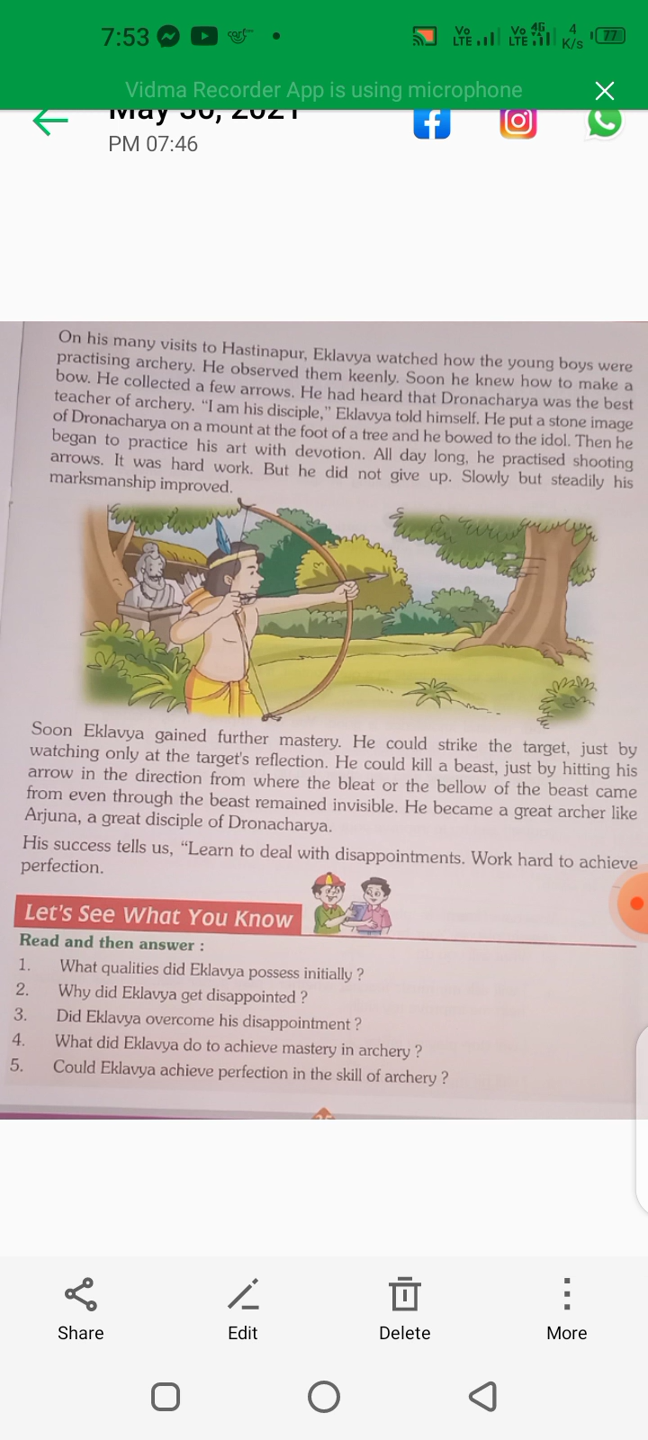 7:53
Vo LTE Vo LTE 4G 4 K/s 77
Vidma Recorder App is using microphone
May 30, 2021
PM 07:46
On his many visits to Hastinapur, Eklavya watched how the young boys were
practising archery. He observed them keenly. Soon he knew how to make a
bow. He collected a few arrows. He had heard that Dronacharya was the best
teacher of archery. "I am his disciple," Eklavya told himself. He put a stone image
of Dronacharya on a mount at the foot of a tree and he bowed to the idol. Then he
began to practice his art with devotion. All day long, he practised shooting
arrows. It was hard work. But he did not give up. Slowly but steadily his
marksmanship improved.
Soon Eklavya gained further mastery. He could strike the target, just by
watching only at the target's reflection. He could kill a beast, just by hitting his
arrow in the direction from where the bleat or the bellow of the beast came
from even through the beast remained invisible. He became a great archer like
Arjuna, a great disciple of Dronacharya.
His success tells us, "Learn to deal with disappointments. Work hard to achieve
perfection.
Let's See What You Know
Read and then answer :
1. What qualities did Eklavya possess initially ?
2. Why did Eklavya get disappointed ?
3. Did Eklavya overcome his disappointment ?
4. What did Eklavya do to achieve mastery in archery ?
5. Could Eklavya achieve perfection in the skill of archery ?
Share Edit Delete More